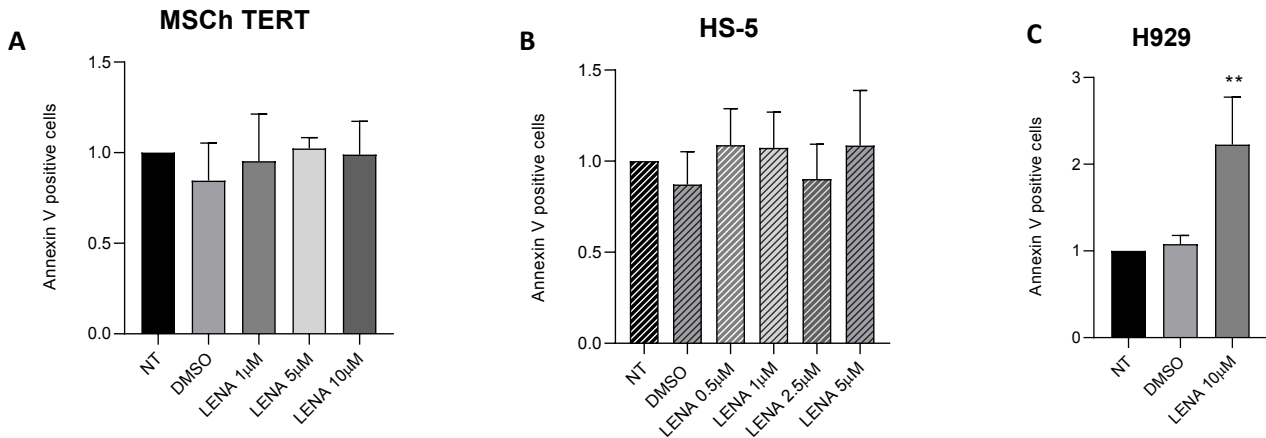 A
MSCh TERT
Annexin V positive cells
1.5
1.0
0.5
0.0
NT
DMSO
LENA 1μM
LENA 5μM
LENA 10μM
B
HS-5
Annexin V positive cells
1.5
1.0
0.5
0.0
NT
DMSO
LENA 0.5μM
LENA 1μM
LENA 2.5μM
LENA 5μM
C
H929
Annexin V positive cells
3
2
1
0
**
NT
DMSO
LENA 10μM